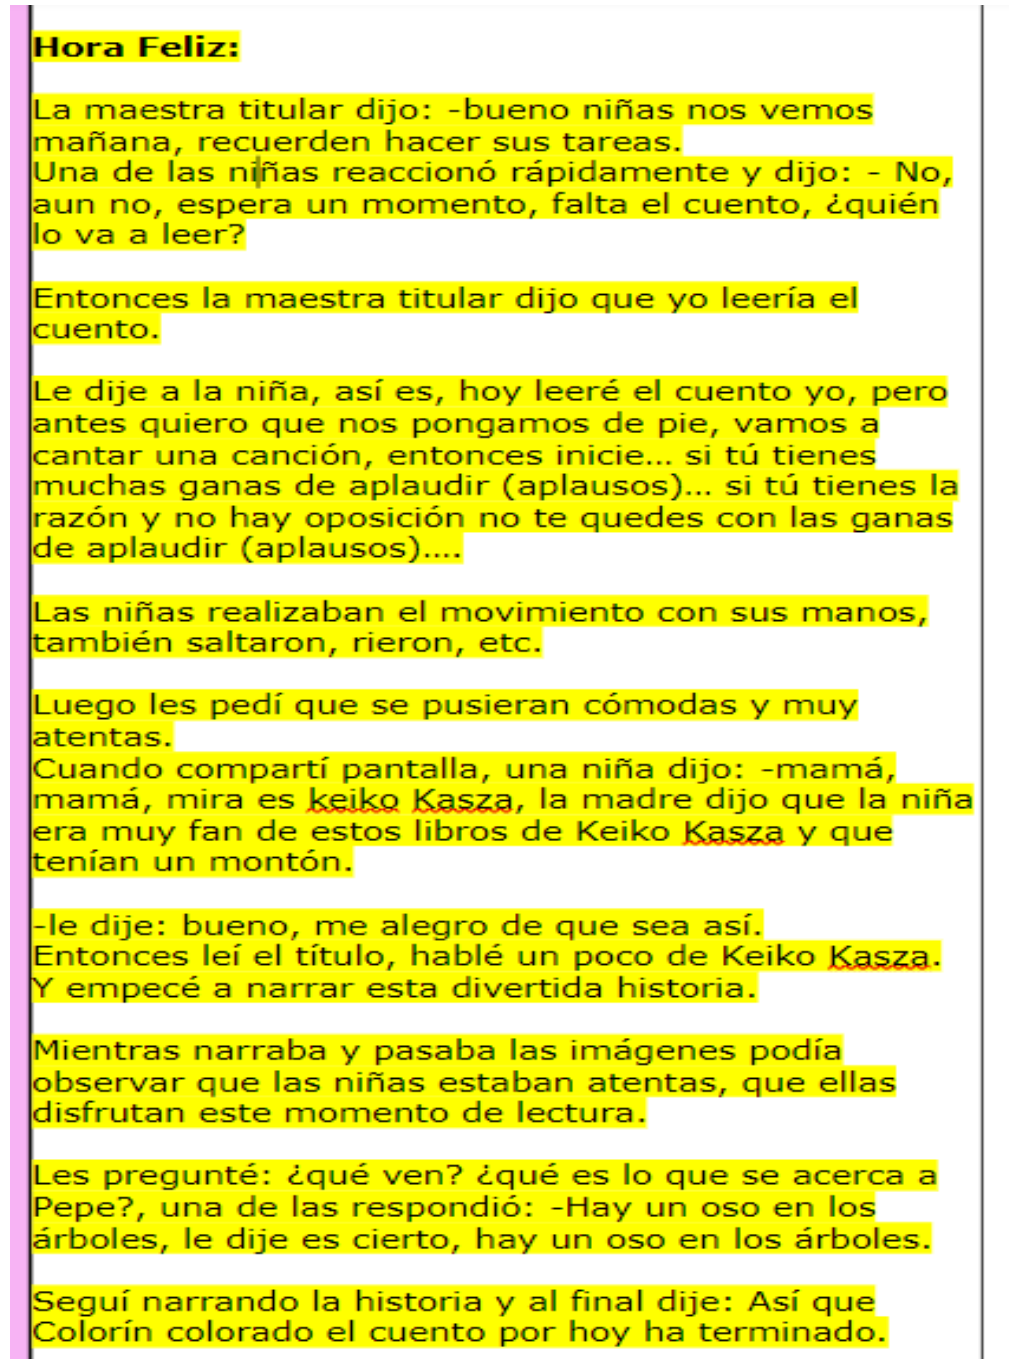 Hora Feliz:
La maestra titular dijo: -bueno niñas nos vemos
mañana, recuerden hacer sus tareas.
Una de las niñas reaccionó rápidamente y dijo: - No,
aun no, espera un momento, falta el cuento, ¿quién
lo va a leer?
Entonces la maestra titular dijo que yo leería el
cuento.
Le dije a la niña, así es, hoy leeré el cuento yo, pero
antes quiero que nos pongamos de pie, vamos a
cantar una canción, entonces inicie… si tú tienes
muchas ganas de aplaudir (aplausos)… si tú tienes la
razón y no hay oposición no te quedes con las ganas
de aplaudir (aplausos)….
Las niñas realizaban el movimiento con sus manos,
también saltaron, rieron, etc.
Luego les pedí que se pusieran cómodas y muy
atentas.
Cuando compartí pantalla, una niña dijo: -mamá,
mamá, mira es keiko Kasza, la madre dijo que la niña
era muy fan de estos libros de Keiko Kasza y que
tenían un montón.
-le dije: bueno, me alegro de que sea así.
Entonces leí el título, hablé un poco de Keiko Kasza.
Y empecé a narrar esta divertida historia.
Mientras narraba y pasaba las imágenes podía
observar que las niñas estaban atentas, que ellas
disfrutan este momento de lectura.
Les pregunté: ¿qué ven? ¿qué es lo que se acerca a
Pepe?, una de las respondió: -Hay un oso en los
árboles, le dije es cierto, hay un oso en los árboles.
Seguí narrando la historia y al final dije: Así que
Colorín colorado el cuento por hoy ha terminado.